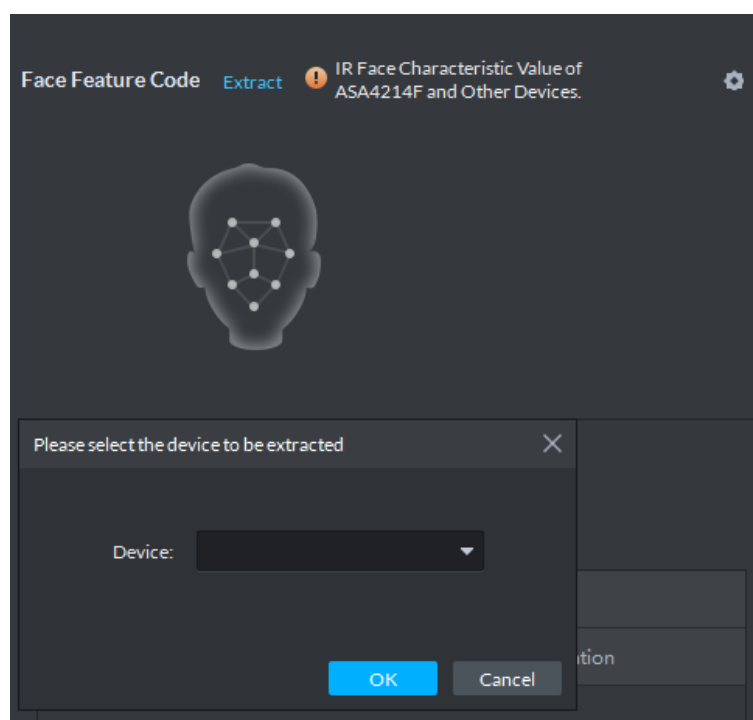 Face Feature Code Extract ! IR Face Characteristic Value of
ASA4214F and Other Devices.
Please select the device to be extracted
Device:
OK Cancel